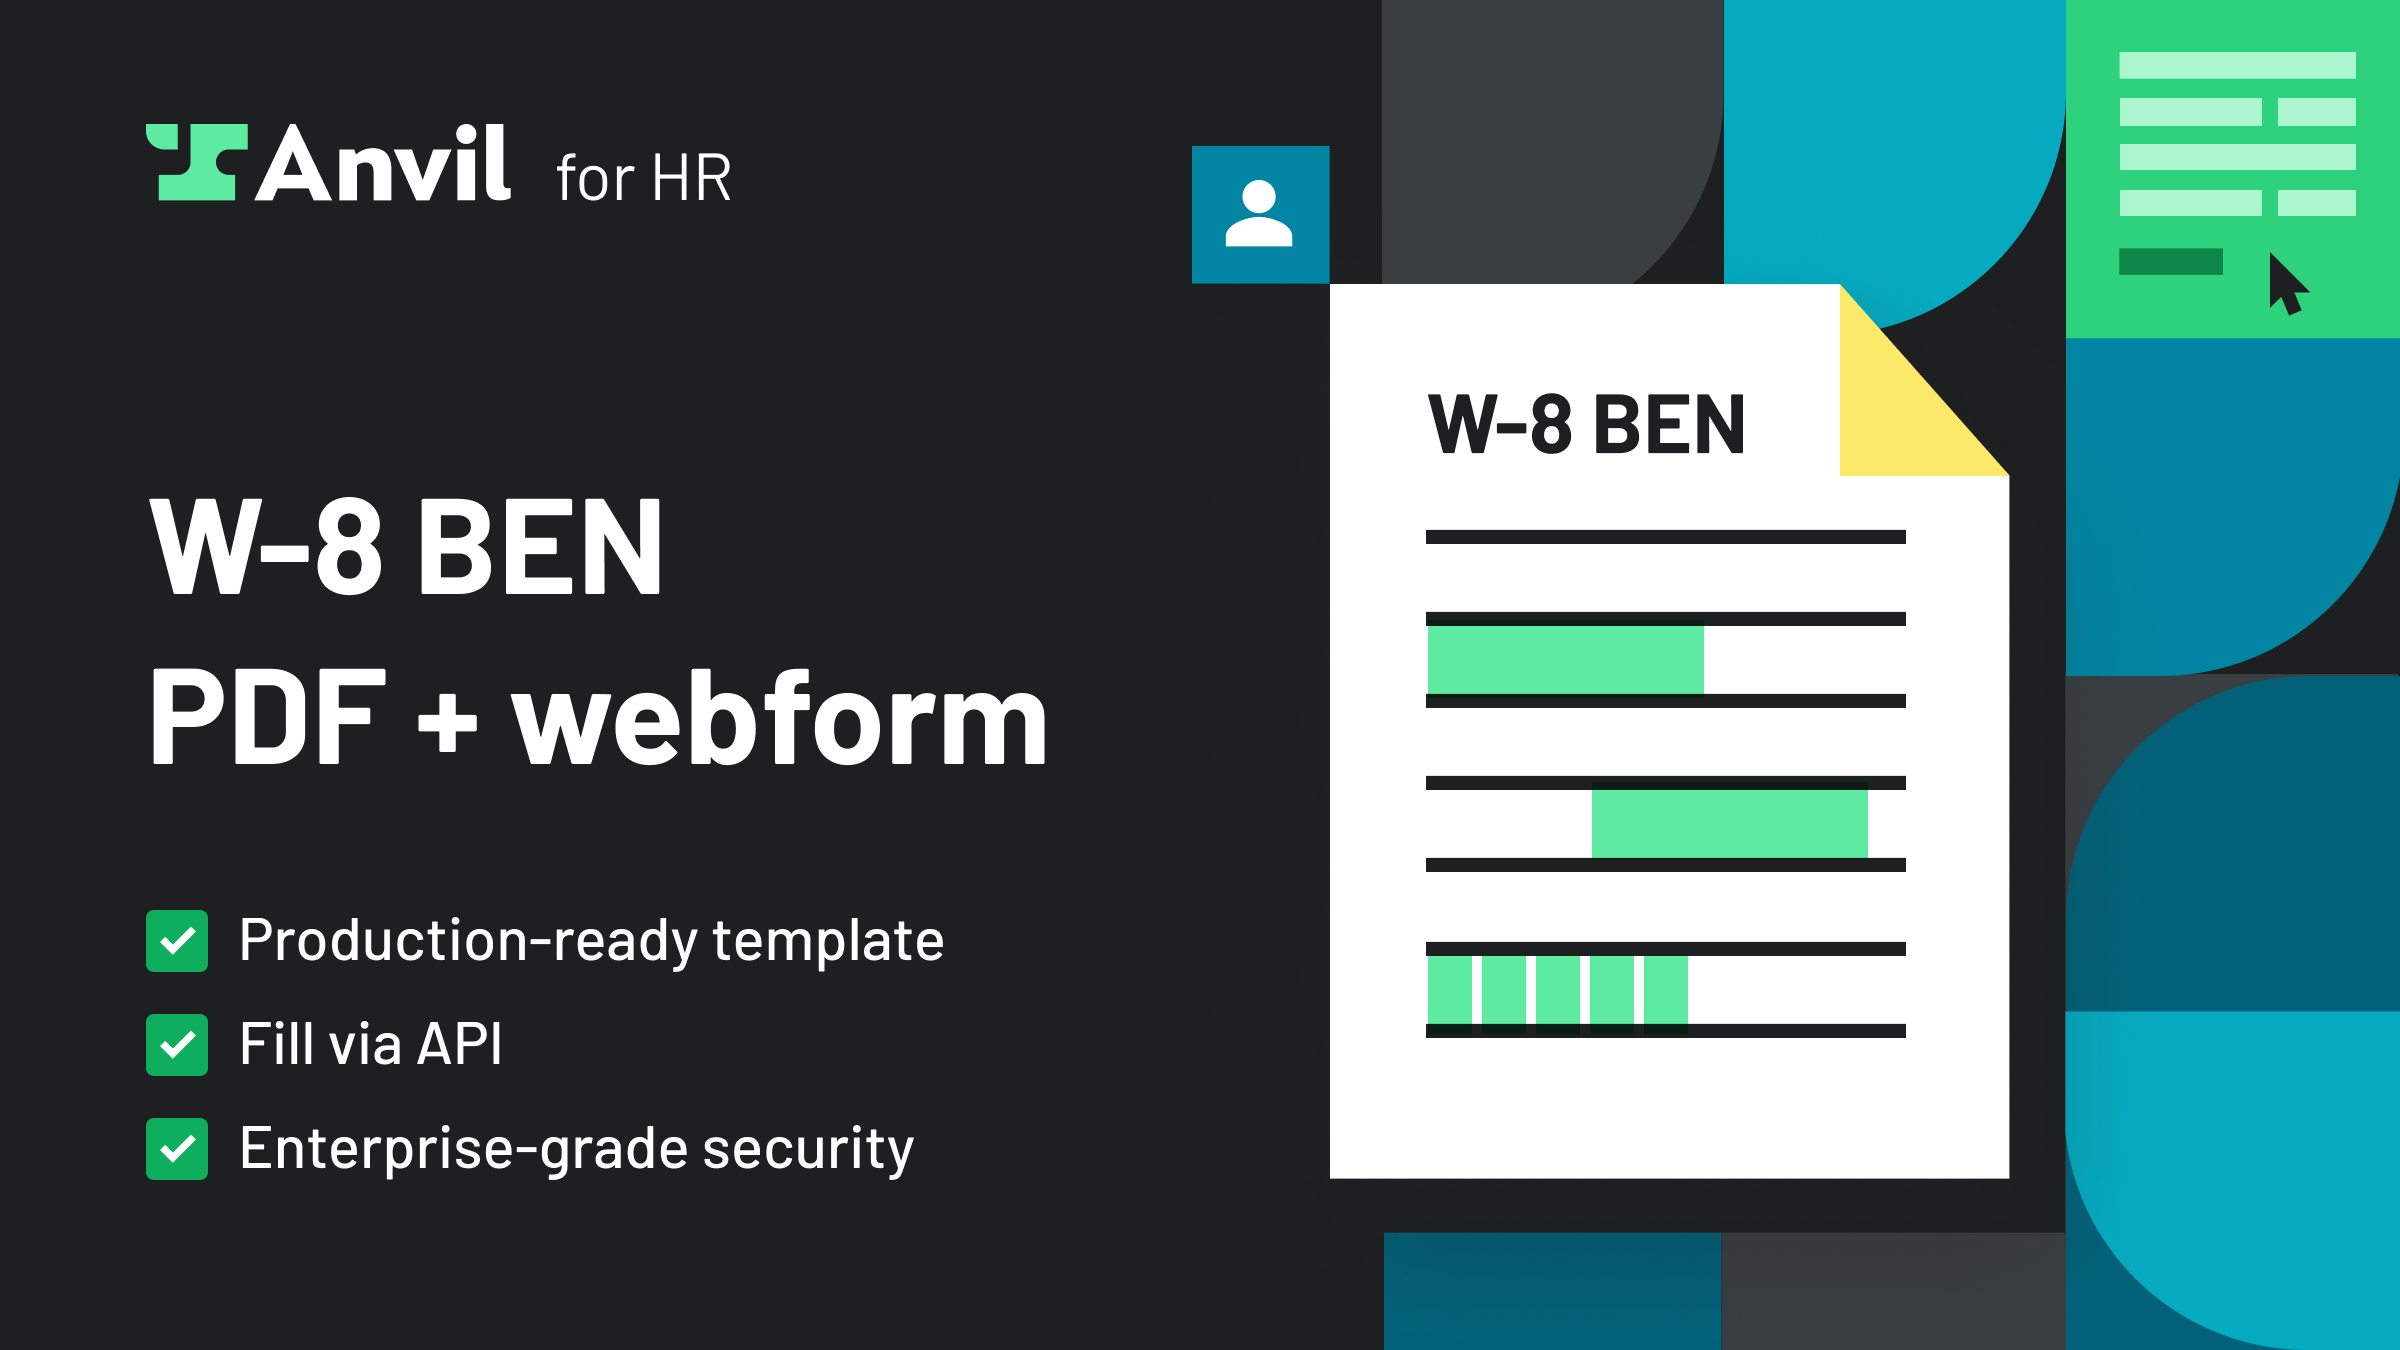 Anvil for HR
W-8 BEN
PDF + webform
Production-ready template
Fill via API
Enterprise-grade security
W-8 BEN